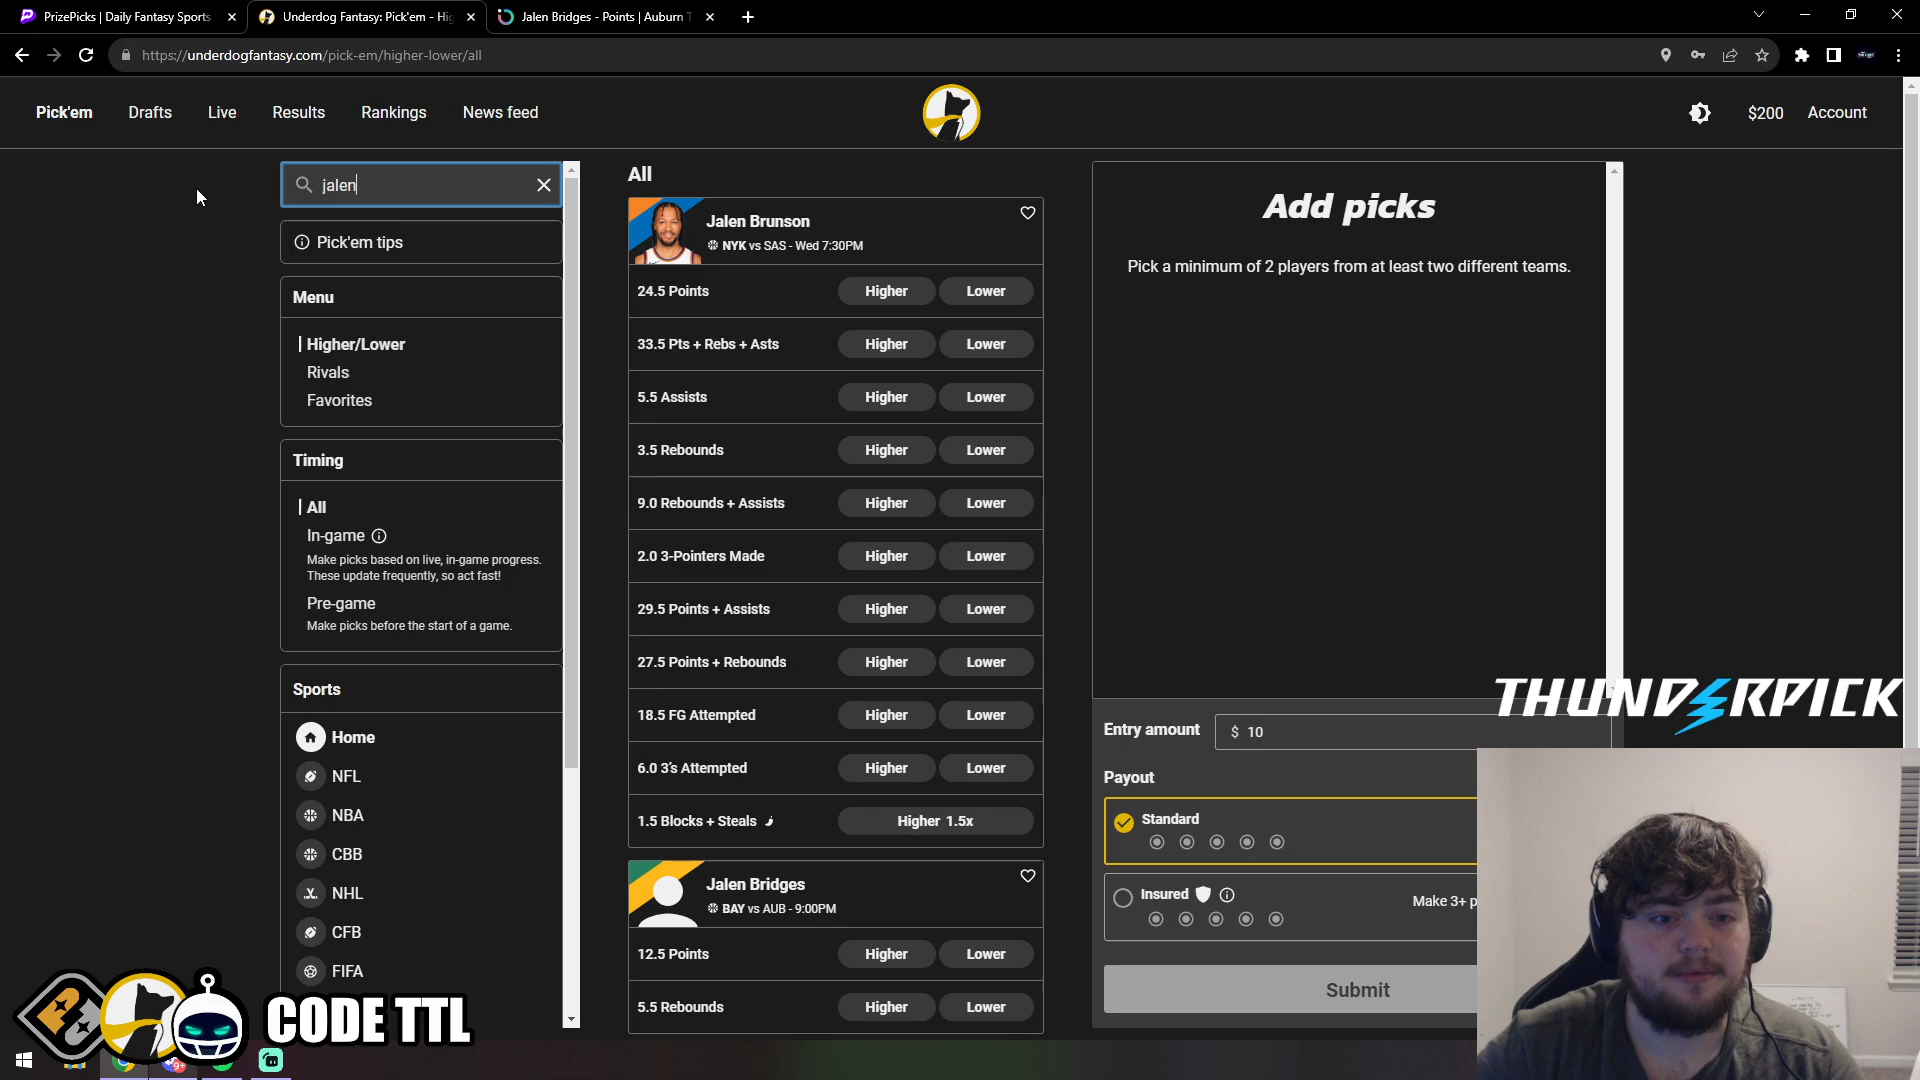 PrizePicks | Daily Fantasy Sports
Underdog Fantasy: Pick'em - Hi
Jalen Bridges - Points | Auburn T
https://underdogfantasy.com/pick-em/higher-lower/all
Pick'em Drafts Live Results Rankings News feed
$200 Account
jalen
Pick'em tips
Menu
Higher/Lower
Rivals
Favorites
Timing
All
In-game
Make picks based on live, in-game progress.
These update frequently, so act fast!
Pre-game
Make picks before the start of a game.
Sports
Home
NFL
NBA
CBB
NHL
CFB
FIFA
All
Jalen Brunson
NYK vs SAS - Wed 7:30PM
24.5 Points Higher Lower
33.5 Pts + Rebs + Asts Higher Lower
5.5 Assists Higher Lower
3.5 Rebounds Higher Lower
9.0 Rebounds + Assists Higher Lower
2.0 3-Pointers Made Higher Lower
29.5 Points + Assists Higher Lower
27.5 Points + Rebounds Higher Lower
18.5 FG Attempted Higher Lower
6.0 3's Attempted Higher Lower
1.5 Blocks + Steals Higher 1.5x
Jalen Bridges
BAY vs AUB - 9:00PM
12.5 Points Higher Lower
5.5 Rebounds Higher Lower
Add picks
Pick a minimum of 2 players from at least two different teams.
THUNDERPICK
Entry amount $ 10
Payout
Standard
Insured
Make 3+ p
Submit
CODE TTL
9+